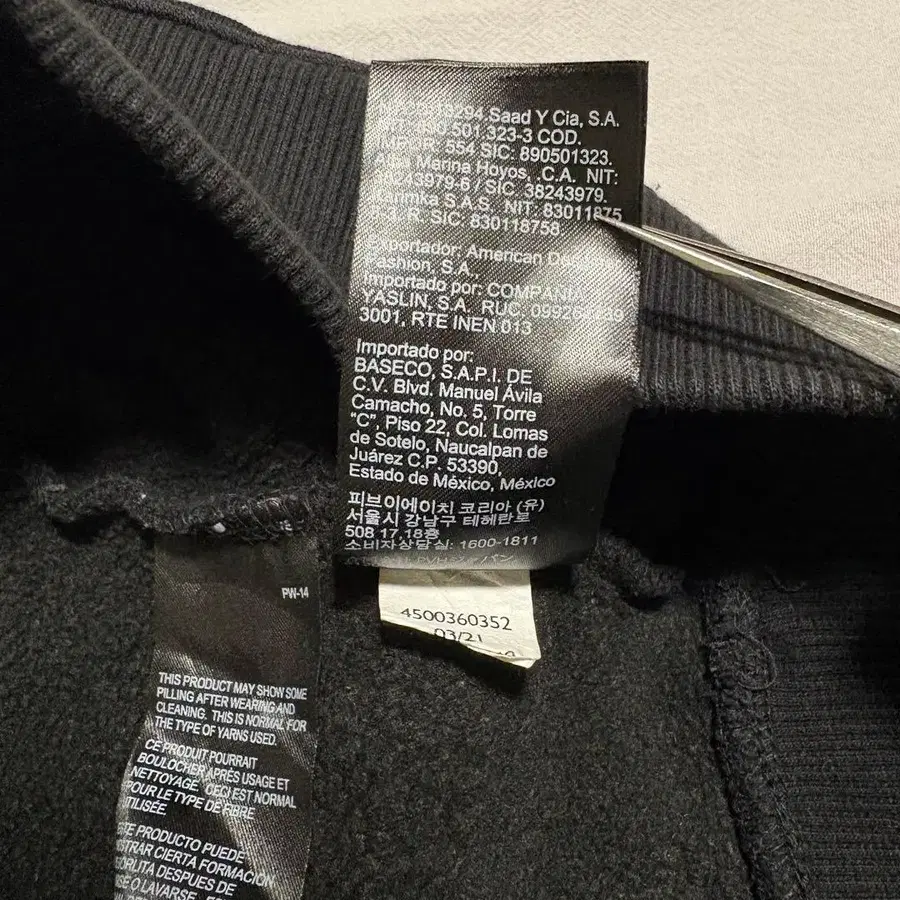 Saad Y Cia, S.A.
501.323-3 COD.
554 SIC: 890501323.
Marina Hoyos, .C.A. NIT:
SIC 38243979.
S.A.S. NIT: 83011875
SIC: 830118758.
Exportador: American
Fashion, S.A.
Importado por:
YASLIN, S.A. RUC:
3001, RTE INEN 013
Importado por:
BASECO, S.A.P.I. DE
C.V. Blvd. Manuel Ávila
Camacho, No. 5, Torre
"C", Piso 22, Col. Lomas
de Sotelo, Naucalpan de
Juárez C.P. 53390,
Estado de México, México
피브이에이치 코리아 (유)
서울시 강남구 테헤란로
508 17,18층
소비자상담실: 1600-1811
4500360352
03/21
PW-14
THIS PRODUCT MAY SHOW SOME
PILLING AFTER WEARING AND
CLEANING. THIS IS NORMAL FOR
THE TYPE OF YARNS USED.
CE PRODUIT POURRAIT
BOULOCHER APRÈS USAGE ET
NETTOYAGE. CECI EST NORMAL
POUR LE TYPE DE FIBRE
UTILISÉE.
PRODUCTO PUEDE
CIERTA FORMACIÓN
DESPUES DE
O LAVARSE.